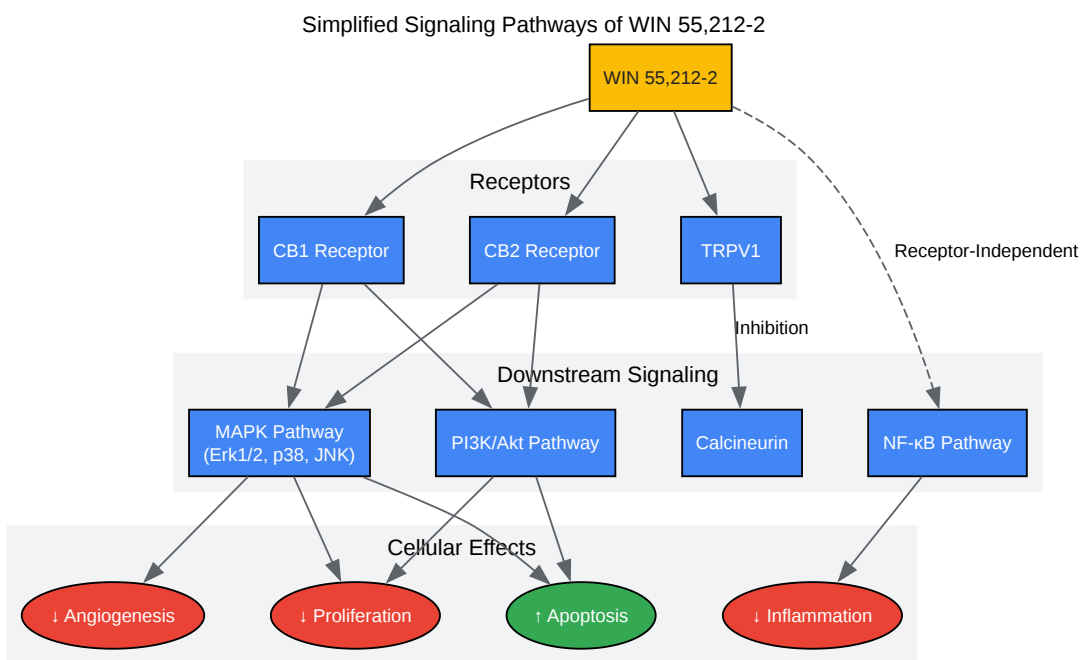 Simplified Signaling Pathways of WIN 55,212-2
WIN 55,212-2
Receptors
CB1 Receptor
CB2 Receptor
TRPV1
Receptor-Independent
Inhibition
Downstream Signaling
MAPK Pathway
(Erk1/2, p38, JNK)
PI3K/Akt Pathway
Calcineurin
NF-κB Pathway
Cellular Effects
↓ Angiogenesis
↓ Proliferation
↑ Apoptosis
↓ Inflammation